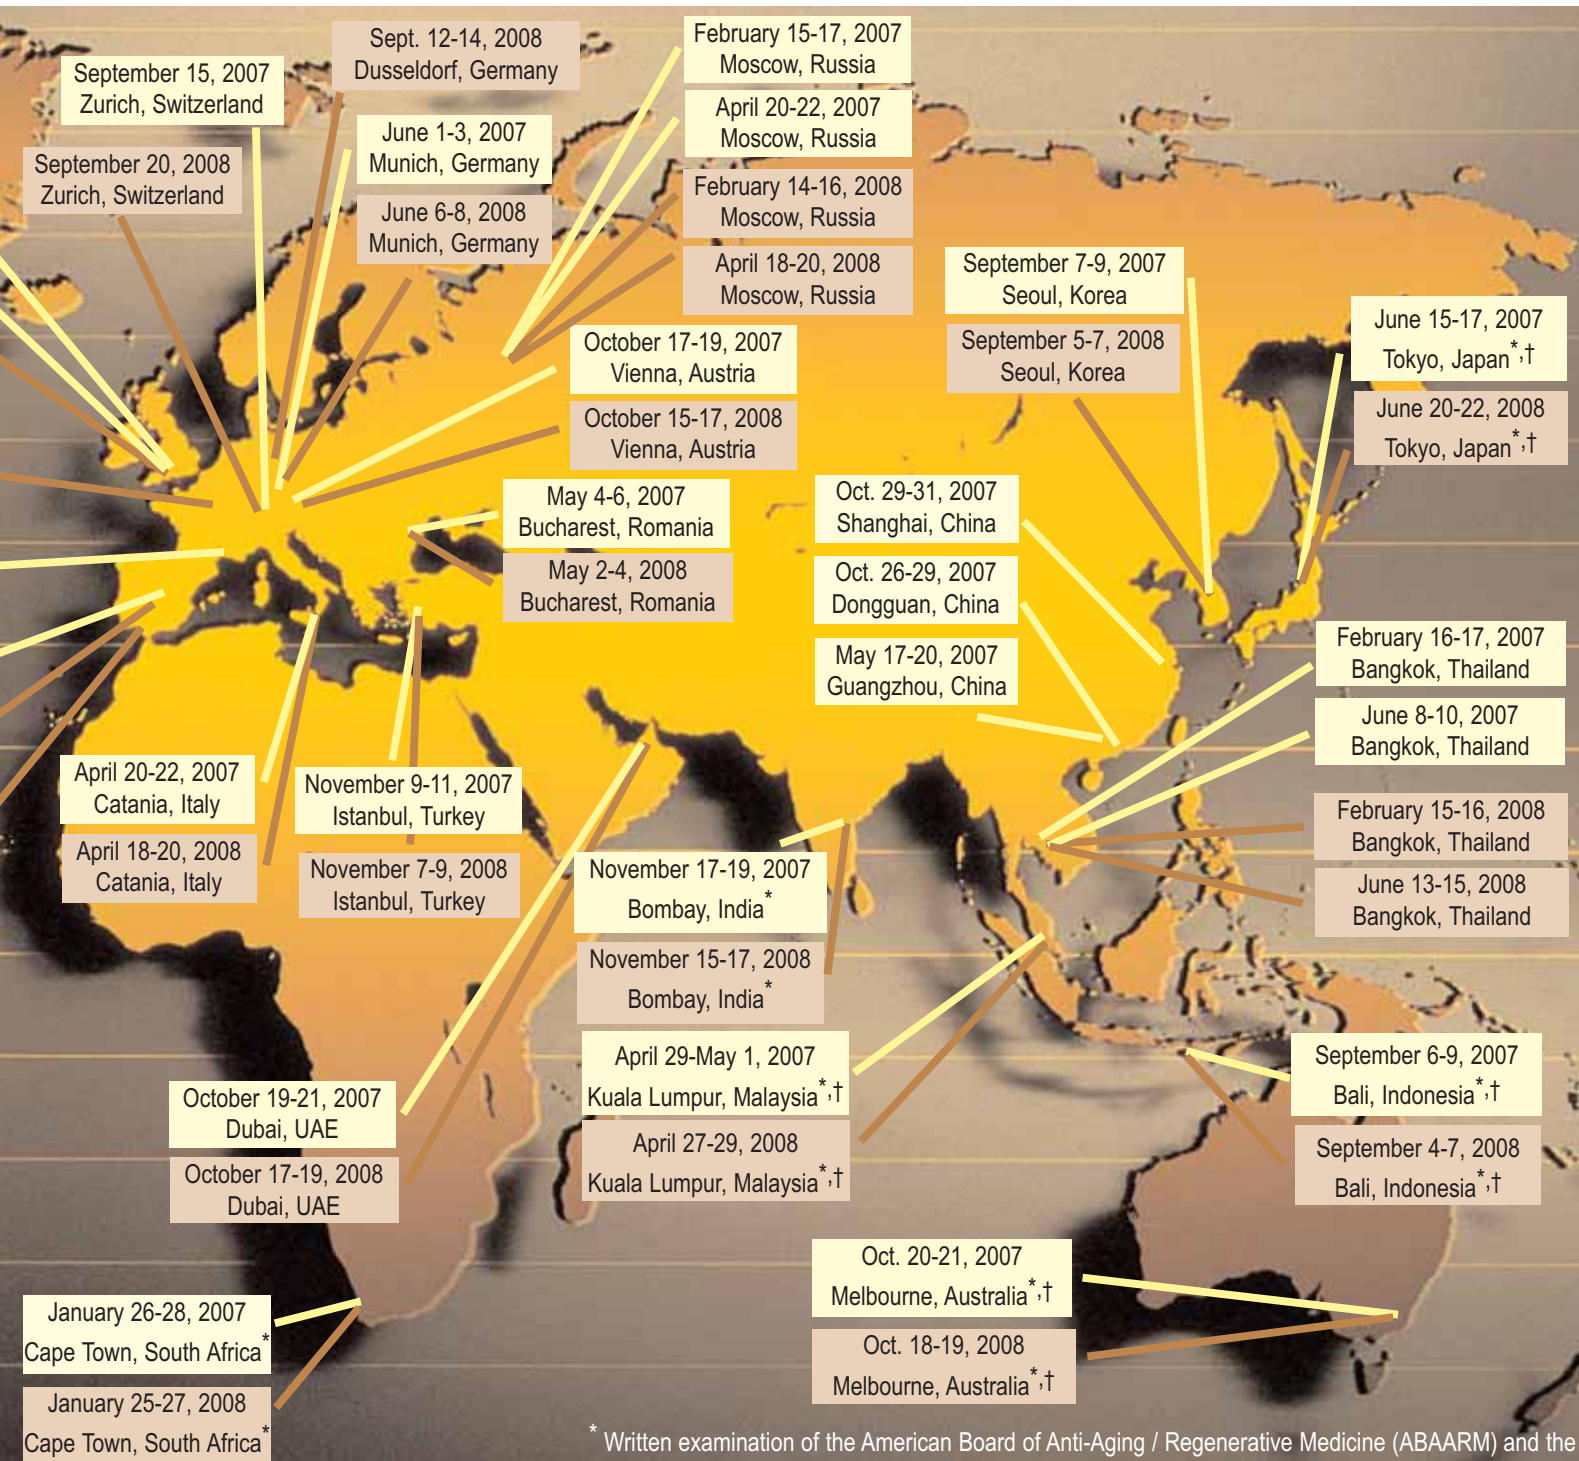 Sept. 12-14, 2008
Dusseldorf, Germany
February 15-17, 2007
Moscow, Russia
September 15, 2007
Zurich, Switzerland
April 20-22, 2007
Moscow, Russia
June 1-3, 2007
Munich, Germany
September 20, 2008
Zurich, Switzerland
February 14-16, 2008
Moscow, Russia
June 6-8, 2008
Munich, Germany
April 18-20, 2008
Moscow, Russia
September 7-9, 2007
Seoul, Korea
September 5-7, 2008
Seoul, Korea
June 15-17, 2007
Tokyo, Japan*,†
June 20-22, 2008
Tokyo, Japan*,†
October 17-19, 2007
Vienna, Austria
October 15-17, 2008
Vienna, Austria
May 4-6, 2007
Bucharest, Romania
May 2-4, 2008
Bucharest, Romania
Oct. 29-31, 2007
Shanghai, China
Oct. 26-29, 2007
Dongguan, China
May 17-20, 2007
Guangzhou, China
February 16-17, 2007
Bangkok, Thailand
June 8-10, 2007
Bangkok, Thailand
February 15-16, 2008
Bangkok, Thailand
June 13-15, 2008
Bangkok, Thailand
April 20-22, 2007
Catania, Italy
April 18-20, 2008
Catania, Italy
November 9-11, 2007
Istanbul, Turkey
November 7-9, 2008
Istanbul, Turkey
November 17-19, 2007
Bombay, India*
November 15-17, 2008
Bombay, India*
April 29-May 1, 2007
Kuala Lumpur, Malaysia*,†
April 27-29, 2008
Kuala Lumpur, Malaysia*,†
September 6-9, 2007
Bali, Indonesia*,†
September 4-7, 2008
Bali, Indonesia*,†
October 19-21, 2007
Dubai, UAE
October 17-19, 2008
Dubai, UAE
Oct. 20-21, 2007
Melbourne, Australia*,†
Oct. 18-19, 2008
Melbourne, Australia*,†
January 26-28, 2007
Cape Town, South Africa*
January 25-27, 2008
Cape Town, South Africa*
* Written examination of the American Board of Anti-Aging / Regenerative Medicine (ABAARM) and the